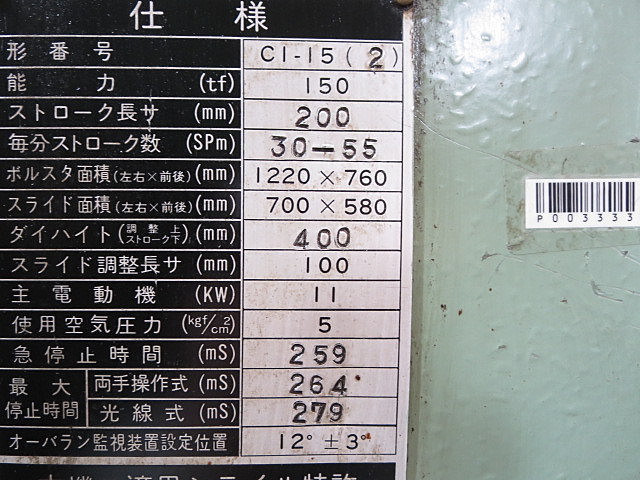 仕様
形番号 C1-15(2)
能力 (tf) 150
ストローク長サ (mm) 200
毎分ストローク数 (SPm) 30-55
ボルスタ面積(左右×前後)(mm) 1220×760
スライド面積(左右×前後)(mm) 700×580
ダイハイト(調整上ストローク下)(mm) 400
スライド調整長サ (mm) 100
主電動機 (KW) 11
使用空気圧力 (kgf/cm2) 5
急停止時間 (mS) 259
最大停止時間 両手操作式 (mS) 264
光線式 (mS) 279
オーバラン監視装置設定位置 12°±3°
P003333